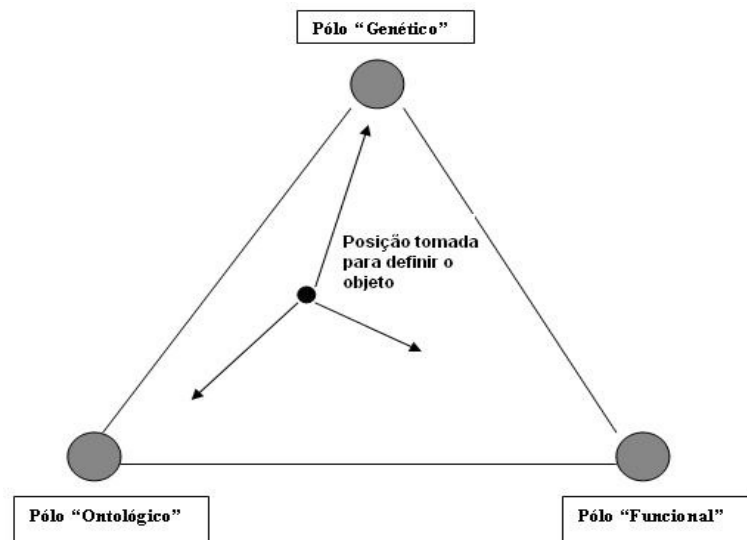 Pólo “Genético”
Posição tomada
para definir o
objeto
Pólo “Ontológico”
Pólo “Funcional”